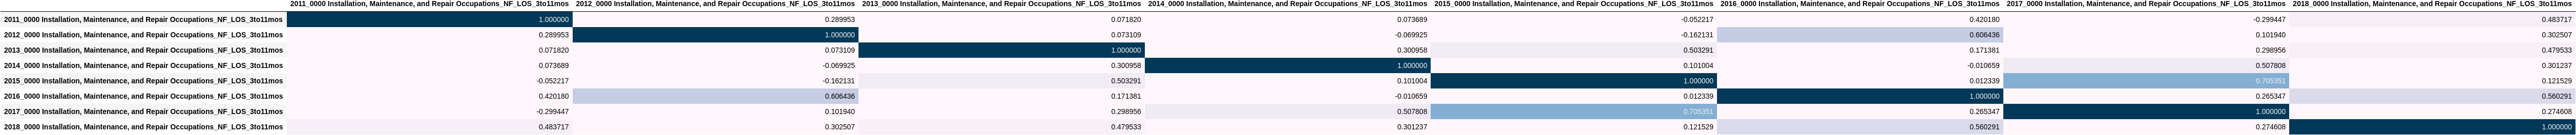 2011_0000 Installation, Maintenance, and Repair Occupations_NF_LOS_3to11mos 2012_0000 Installation, Maintenance, and Repair Occupations_NF_LOS_3to11mos 2013_0000 Installation, Maintenance, and Repair Occupations_NF_LOS_3to11mos 2014_0000 Installation, Maintenance, and Repair Occupations_NF_LOS_3to11mos 2015_0000 Installation, Maintenance, and Repair Occupations_NF_LOS_3to11mos 2016_0000 Installation, Maintenance, and Repair Occupations_NF_LOS_3to11mos 2017_0000 Installation, Maintenance, and Repair Occupations_NF_LOS_3to11mos 2018_0000 Installation, Maintenance, and Repair Occupations_NF_LOS_3to11mos
2011_0000 Installation, Maintenance, and Repair Occupations_NF_LOS_3to11mos 1.000000 0.289953 0.071820 0.073689 -0.052217 0.420180 -0.299447 0.483717
2012_0000 Installation, Maintenance, and Repair Occupations_NF_LOS_3to11mos 0.289953 1.000000 0.073109 -0.069925 -0.162131 0.606436 0.101940 0.302507
2013_0000 Installation, Maintenance, and Repair Occupations_NF_LOS_3to11mos 0.071820 0.073109 1.000000 0.300958 0.503291 0.171381 0.298956 0.479533
2014_0000 Installation, Maintenance, and Repair Occupations_NF_LOS_3to11mos 0.073689 -0.069925 0.300958 1.000000 0.101004 -0.010659 0.507808 0.301237
2015_0000 Installation, Maintenance, and Repair Occupations_NF_LOS_3to11mos -0.052217 -0.162131 0.503291 0.101004 1.000000 0.012339 0.705351 0.121529
2016_0000 Installation, Maintenance, and Repair Occupations_NF_LOS_3to11mos 0.420180 0.606436 0.171381 -0.010659 0.012339 1.000000 0.265347 0.560291
2017_0000 Installation, Maintenance, and Repair Occupations_NF_LOS_3to11mos -0.299447 0.101940 0.298956 0.507808 0.705351 0.265347 1.000000 0.274608
2018_0000 Installation, Maintenance, and Repair Occupations_NF_LOS_3to11mos 0.483717 0.302507 0.479533 0.301237 0.121529 0.560291 0.274608 1.000000